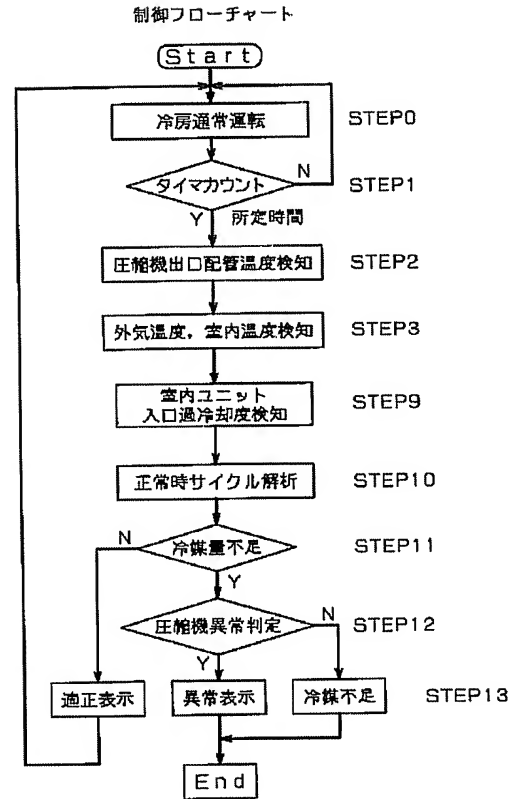 制御フローチャート
Start
冷房通常運転
STEP0
N
タイマカウント
STEP1
Y
所定時間
圧縮機出口配管温度検知
STEP2
外気温度，室内温度検知
STEP3
室内ユニット
入口過冷却度検知
STEP9
正常時サイクル解析
STEP10
N
冷媒量不足
STEP11
Y
N
圧縮機異常判定
STEP12
Y
適正表示
異常表示
冷媒不足
STEP13
End